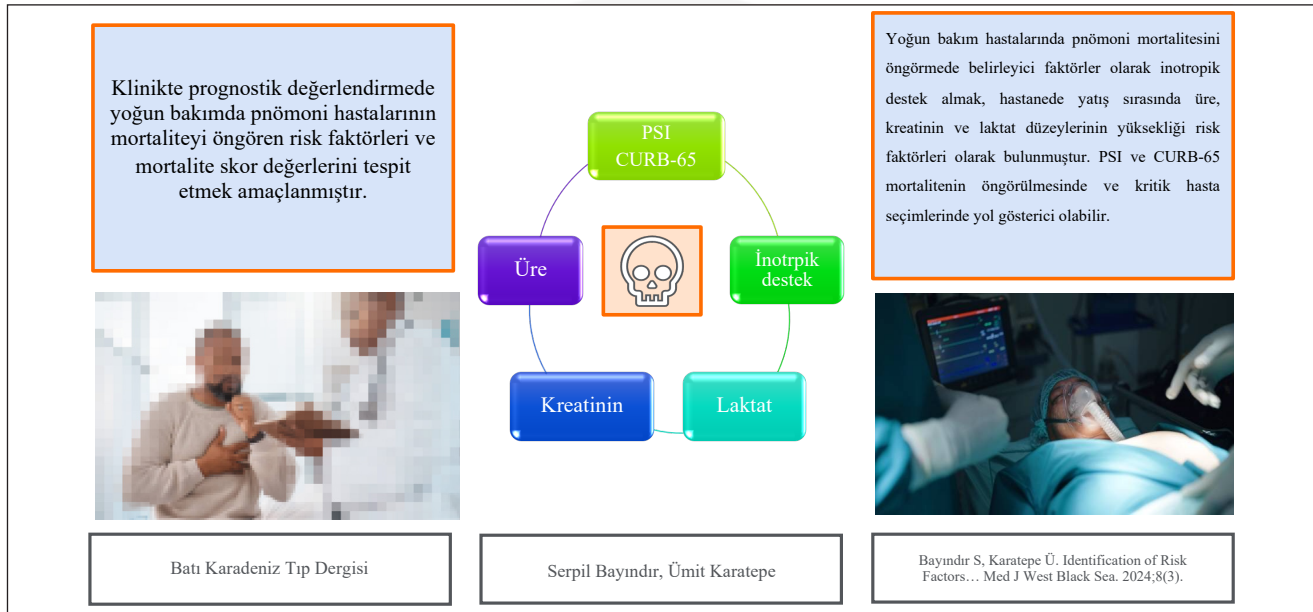 Klinikte prognostik değerlendirmede
yoğun bakımda pnömoni hastalarının
mortaliteyi öngören risk faktörleri ve
mortalite skor değerlerini tespit
etmek amaçlanmıştır.
PSI
CURB-65
İnotrpik
destek
Laktat
Kreatinin
Üre
Yoğun bakım hastalarında pnömoni mortalitesini
öngörmede belirleyici faktörler olarak inotropik
destek almak, hastanede yatış sırasında üre,
kreatinin ve laktat düzeylerinin yüksekliği risk
faktörleri olarak bulunmuştur. PSI ve CURB-65
mortalitenin öngörülmesinde ve kritik hasta
seçimlerinde yol gösterici olabilir.
Batı Karadeniz Tıp Dergisi
Serpil Bayındır, Ümit Karatepe
Bayındır S, Karatepe Ü. Identification of Risk
Factors… Med J West Black Sea. 2024;8(3).